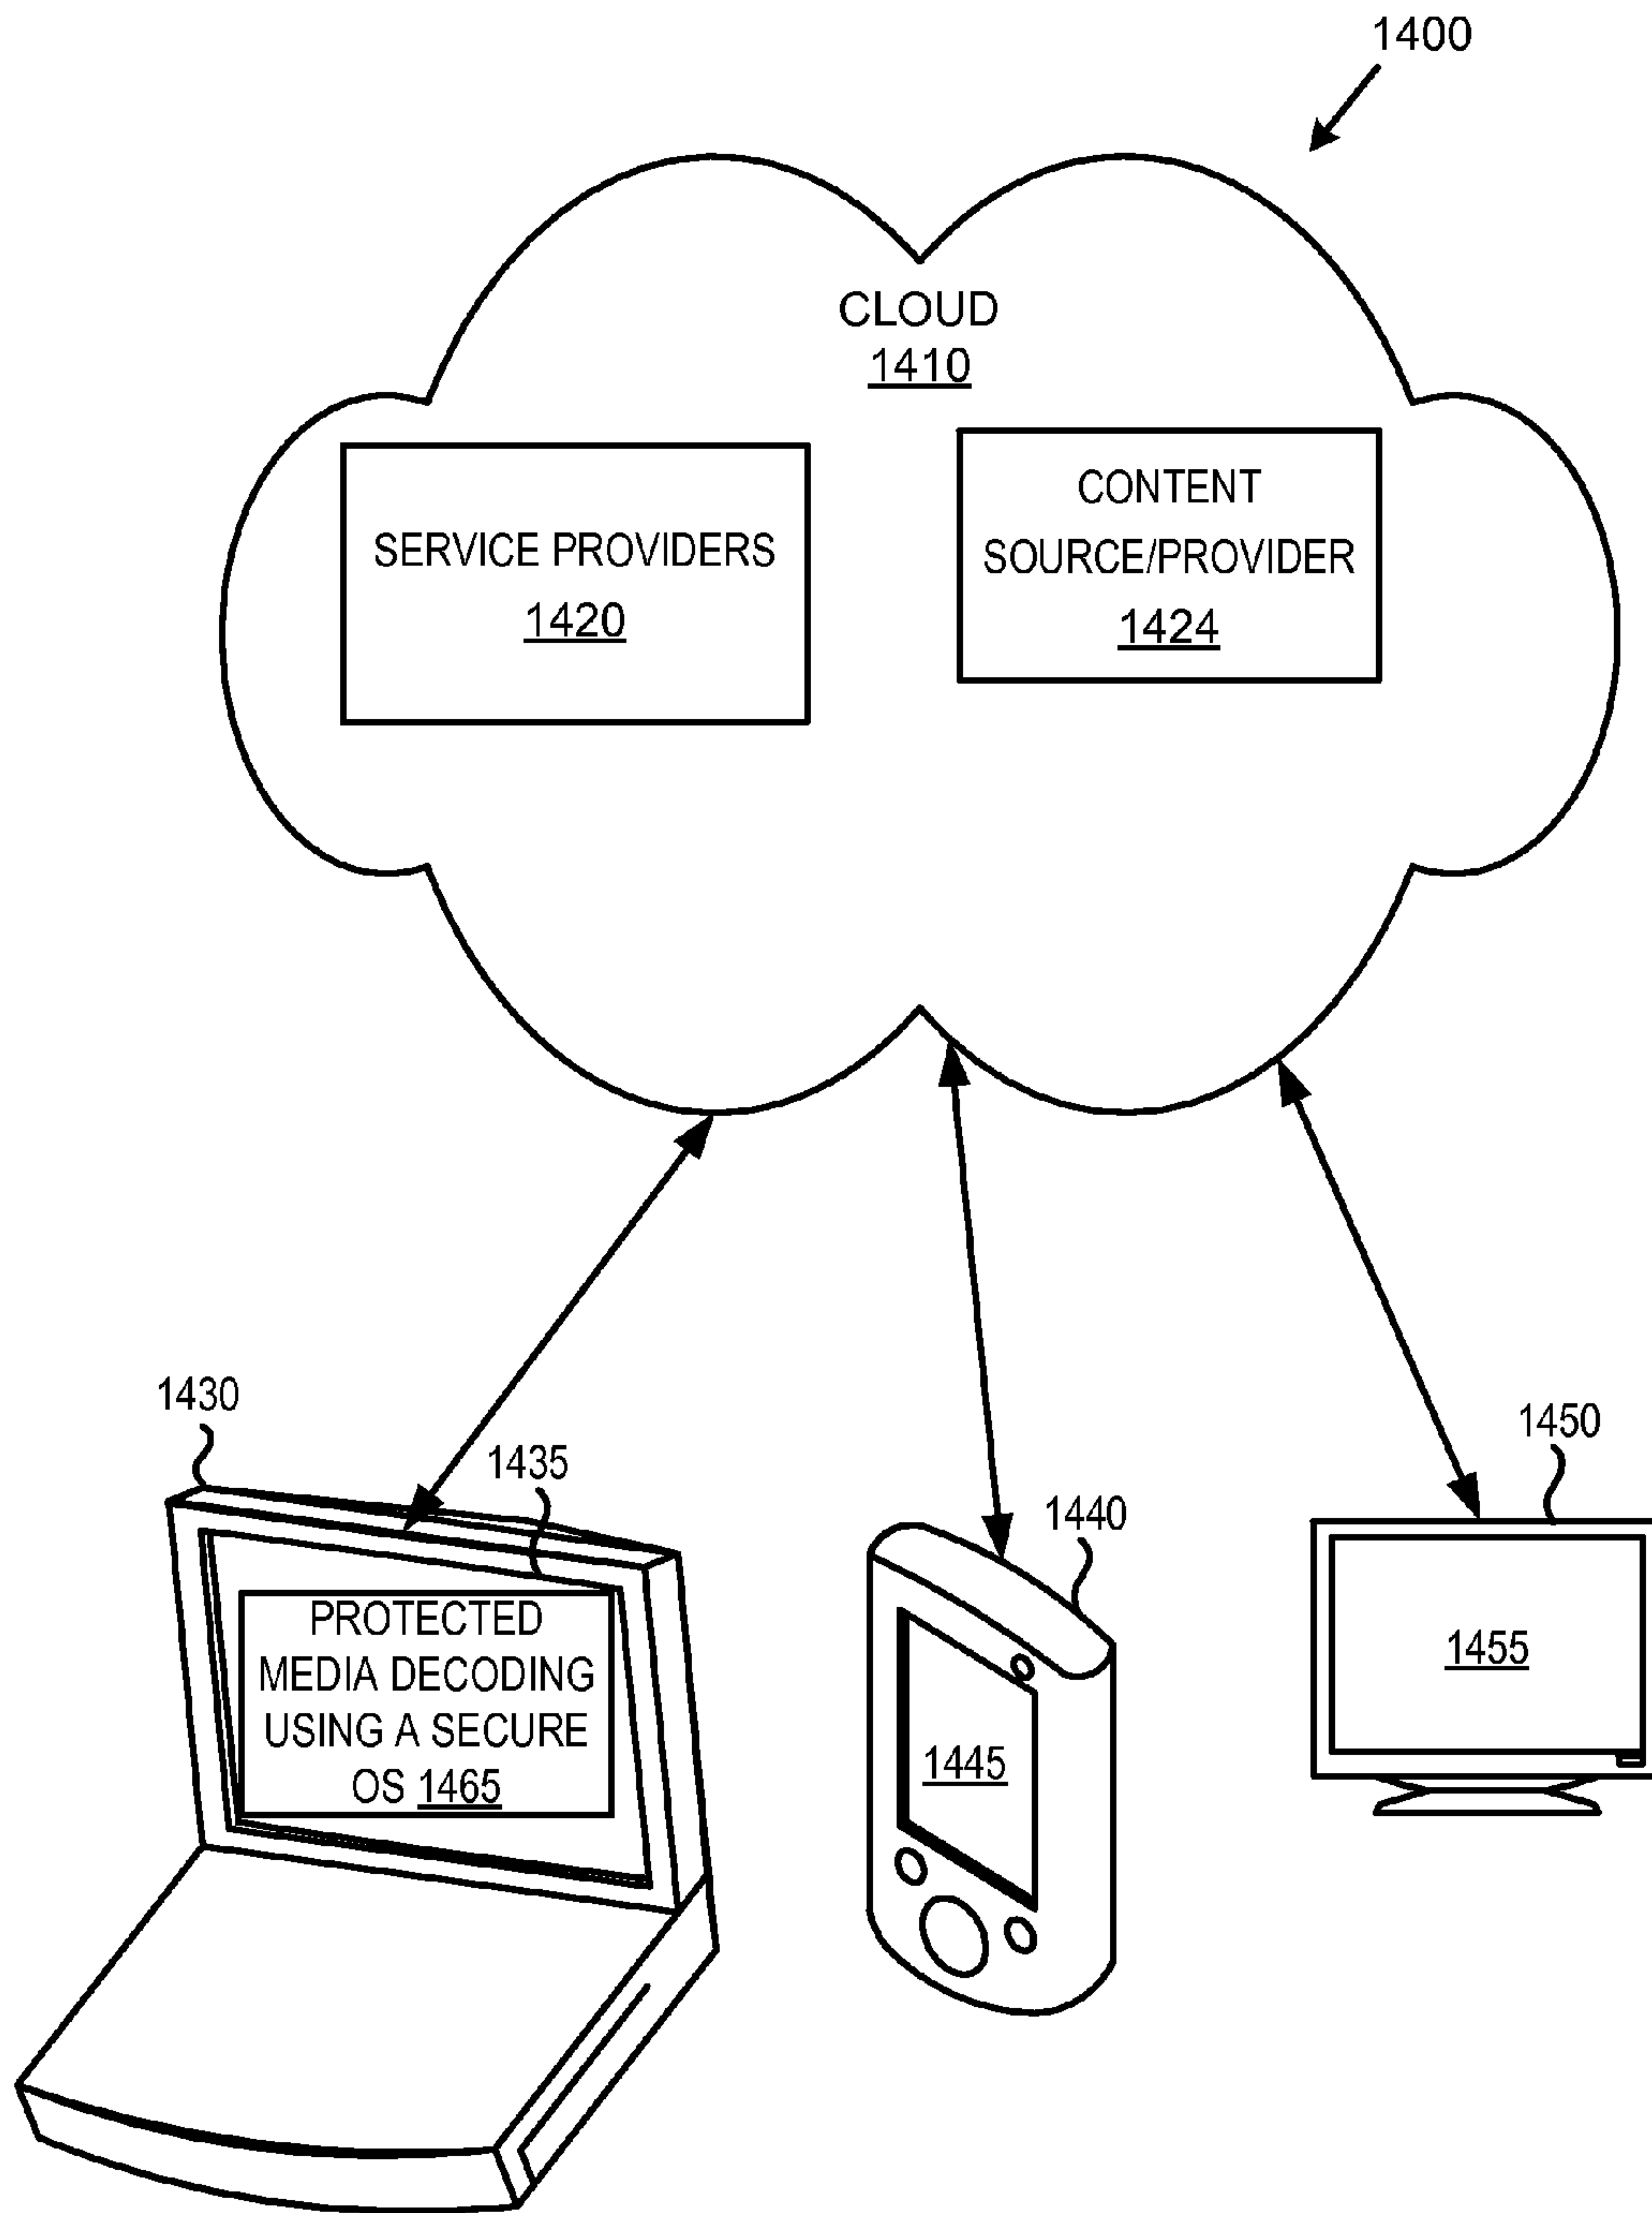 1400
CLOUD
1410
SERVICE PROVIDERS
1420
CONTENT
SOURCE/PROVIDER
1424
1430
1435
1440
1450
PROTECTED
MEDIA DECODING
USING A SECURE
OS 1465
1445
1455